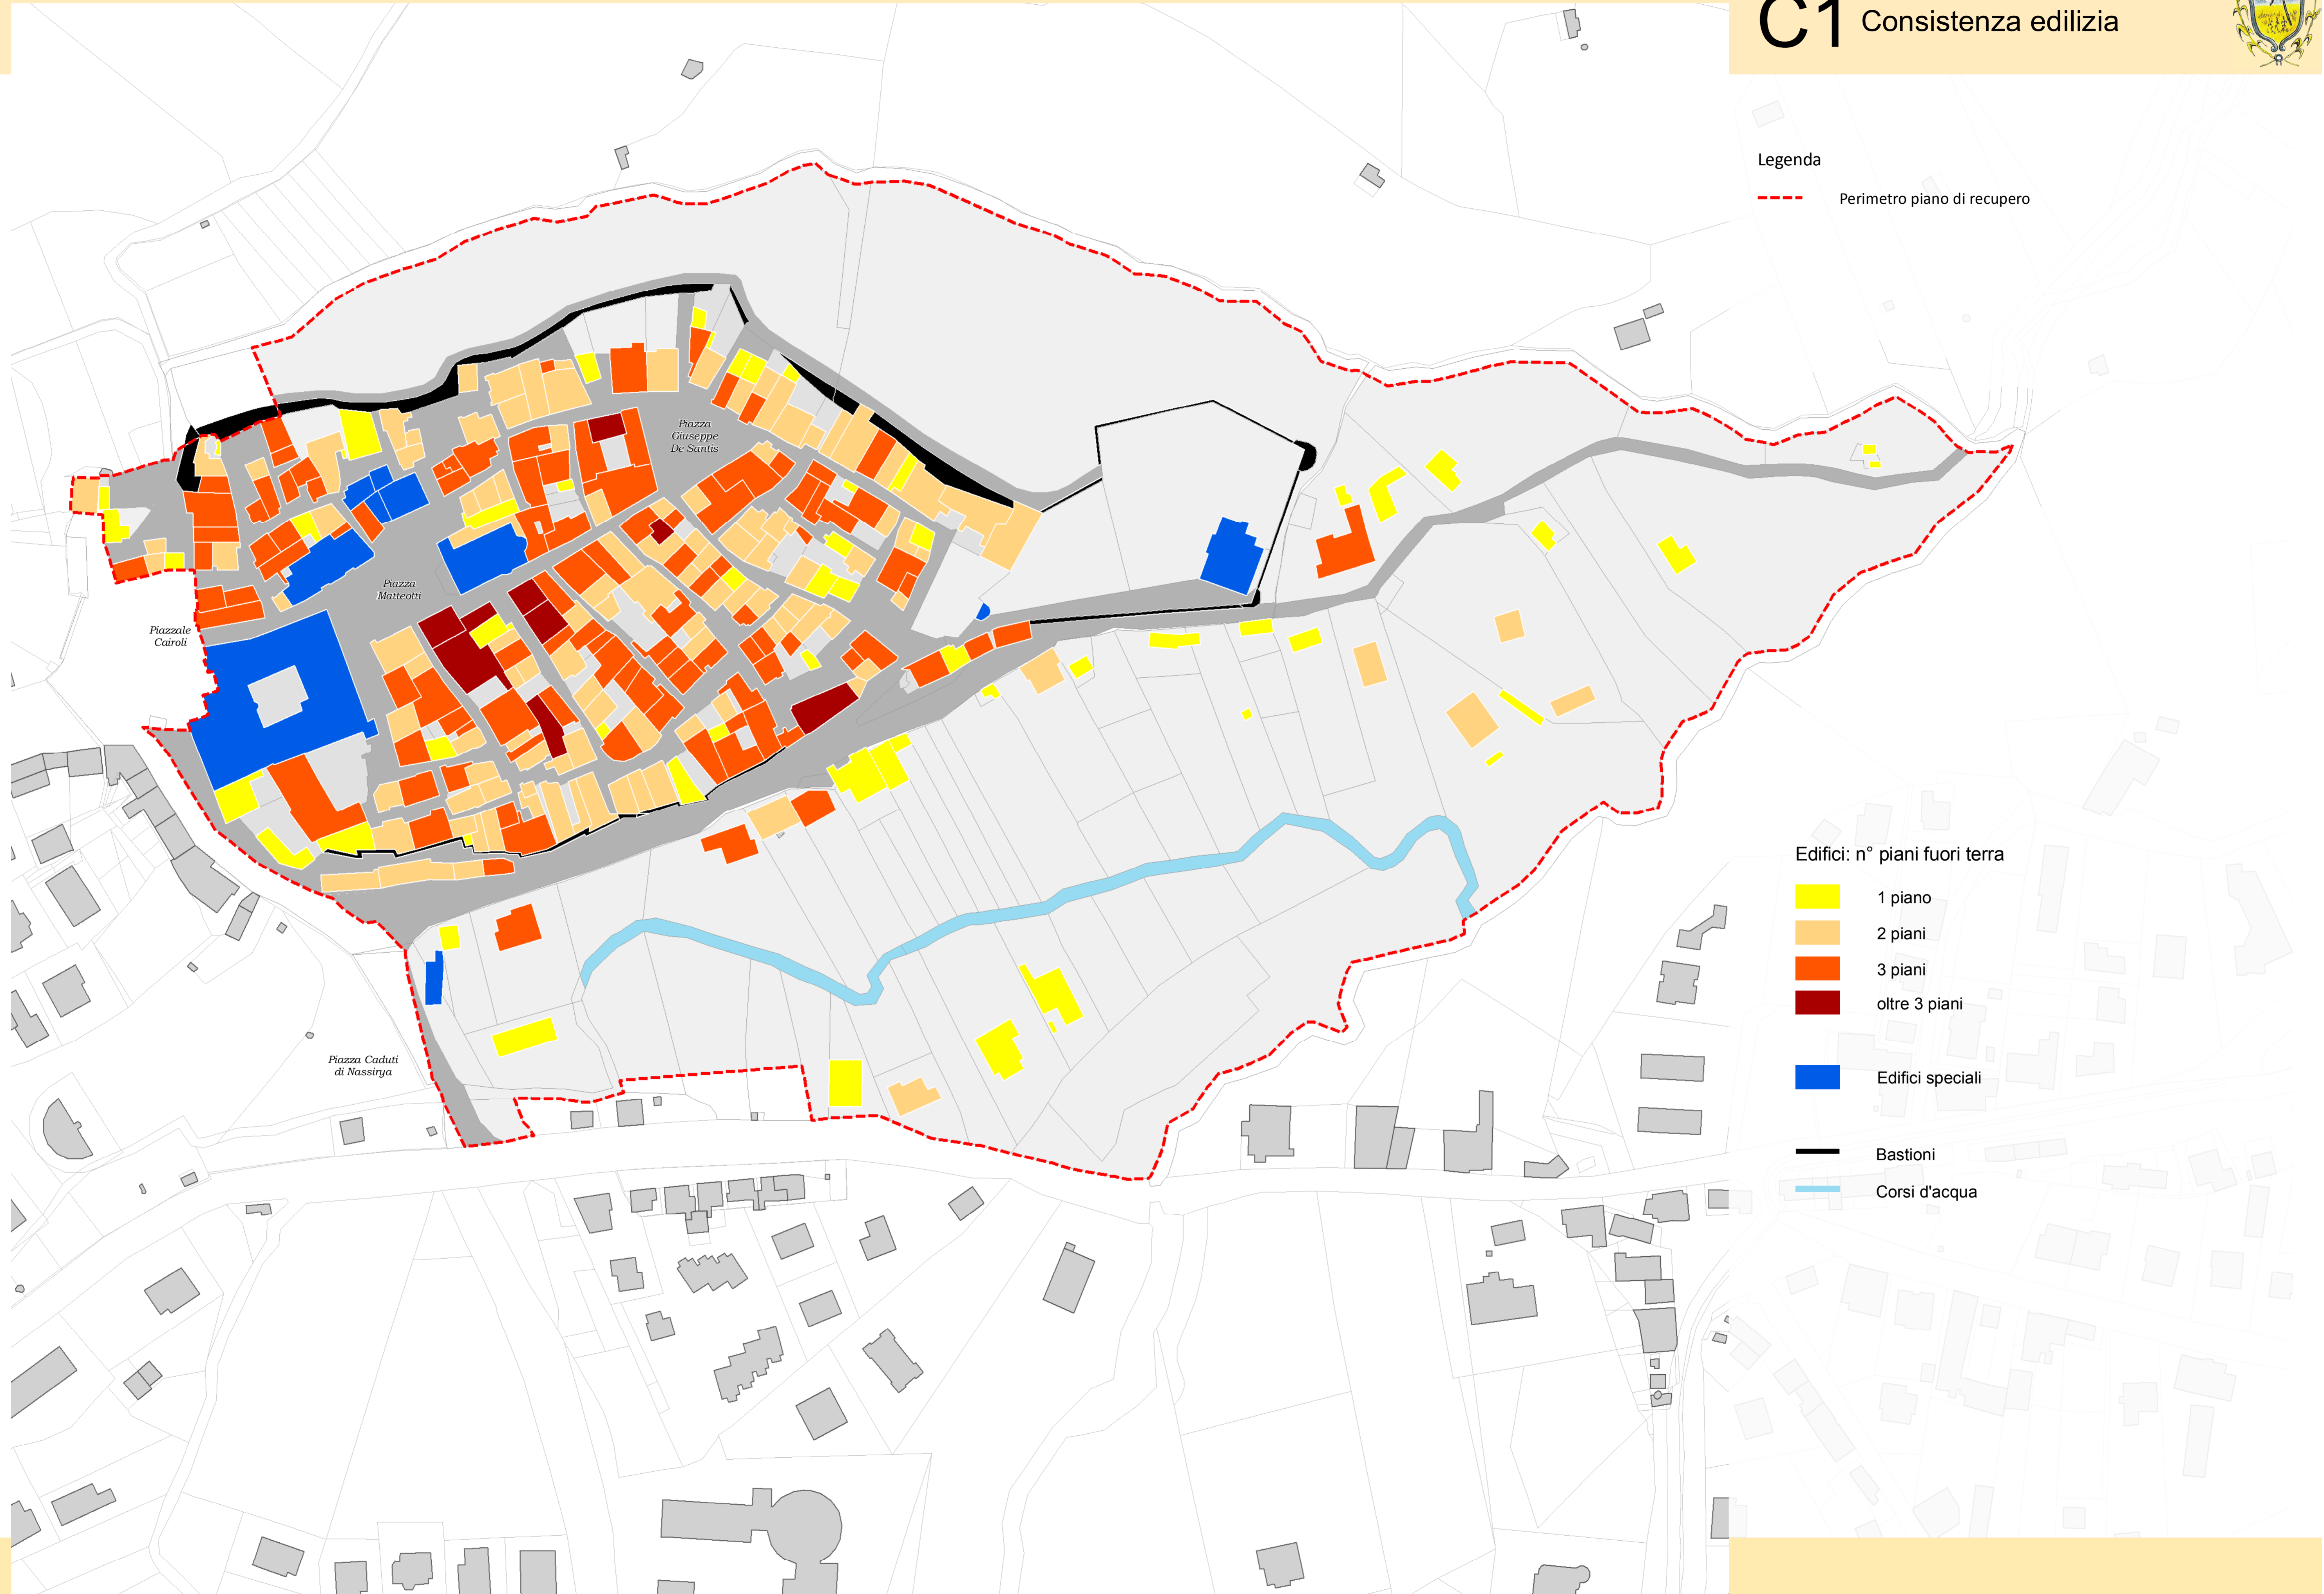 C1 Consistenza edilizia
Legenda
Perimetro piano di recupero
Piazza
Giuseppe
De Santis
Piazza
Matteotti
Piazzale
Cairoli
Piazza Caduti
di Nassirya
Edifici: n° piani fuori terra
1 piano
2 piani
3 piani
oltre 3 piani
Edifici speciali
Bastioni
Corsi d'acqua